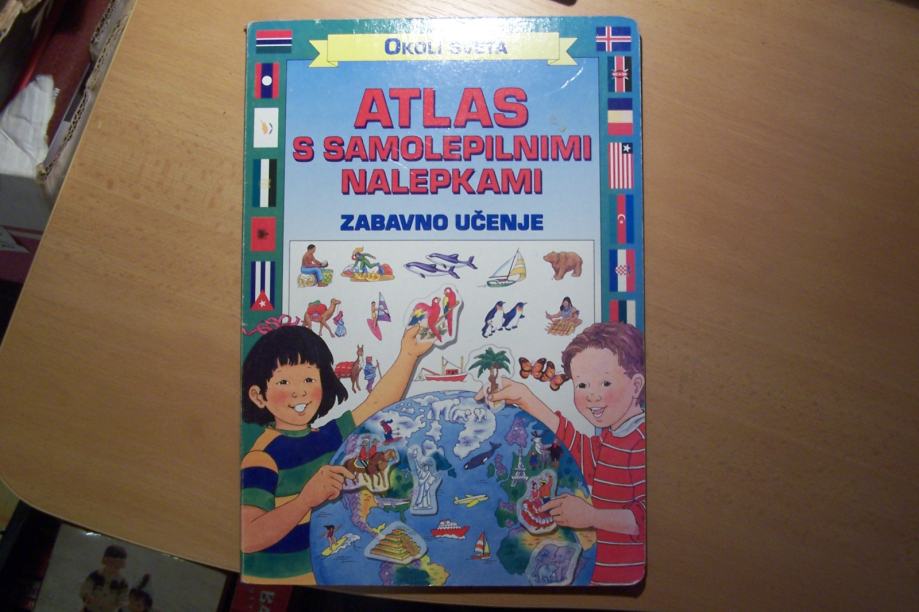 OKOLI SVETA
ATLAS
S SAMOLEPILNIMI
NALEPKAMI
ZABAVNO UČENJE